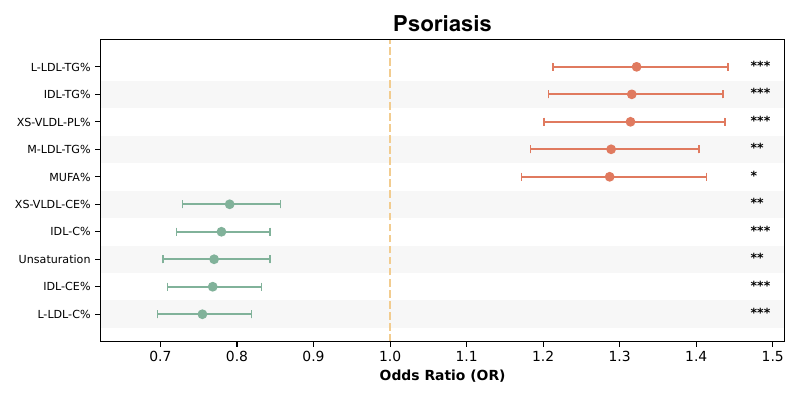 Psoriasis
L-LDL-TG% ***
IDL-TG% ***
XS-VLDL-PL% ***
M-LDL-TG% **
MUFA% *
XS-VLDL-CE% **
IDL-C% ***
Unsaturation **
IDL-CE% ***
L-LDL-C% ***
0.7 0.8 0.9 1.0 1.1 1.2 1.3 1.4 1.5
Odds Ratio (OR)